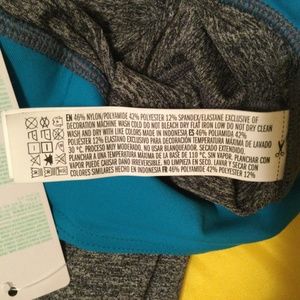 EN 46% NYLON/POLYAMIDE 42% POLYESTER 12% SPANDEX/ELASTANE EXCLUSIVE OF
DECORATION MACHINE WASH COLD DO NOT BLEACH DRY FLAT IRON LOW DO NOT DRY CLEAN
WASH AND DRY WITH LIKE COLORS MADE IN INDONESIA ES 46% POLIAMIDA 42%
POLIÉSTER 12% ELASTANO EXCLUYENDO DECORACIÓN TEMPERATURA MÁXIMA DE LAVADO
30 °C. PROCESO MUY MODERADO, NO USAR BLANQUEADOR. SECADO EXTENDIDO.
PLANCHAR A UNA TEMPERATURA MÁXIMA DE LA BASE DE 110 °C, SIN VAPOR. PLANCHAR
CON VAPOR PUEDE CAUSAR DAÑO IRREVERSIBLE. NO LIMPIEZA EN SECO. LAVAR Y SECAR CON
COLORES SIMILARES HECHO EN INDONESIA FR 46% POLYAMIDE 42% POLYESTER 12%